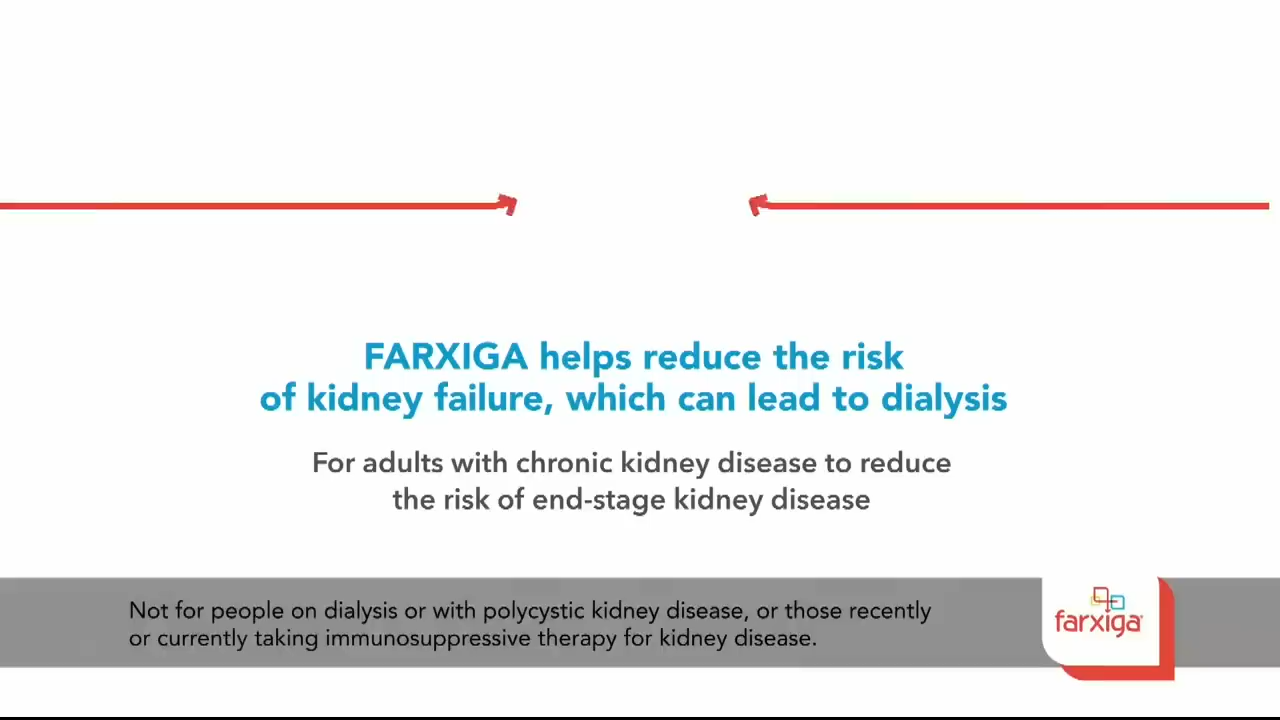 FARXIGA helps reduce the risk
of kidney failure, which can lead to dialysis
For adults with chronic kidney disease to reduce
the risk of end-stage kidney disease
Not for people on dialysis or with polycystic kidney disease, or those recently
or currently taking immunosuppressive therapy for kidney disease.
farxiga